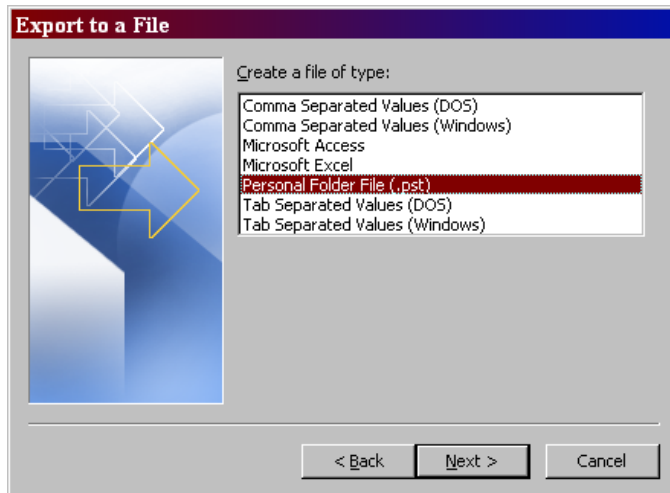 Export to a File
Create a file of type:
Comma Separated Values (DOS)
Comma Separated Values (Windows)
Microsoft Access
Microsoft Excel
Personal Folder File (.pst)
Tab Separated Values (DOS)
Tab Separated Values (Windows)
< Back
Next >
Cancel